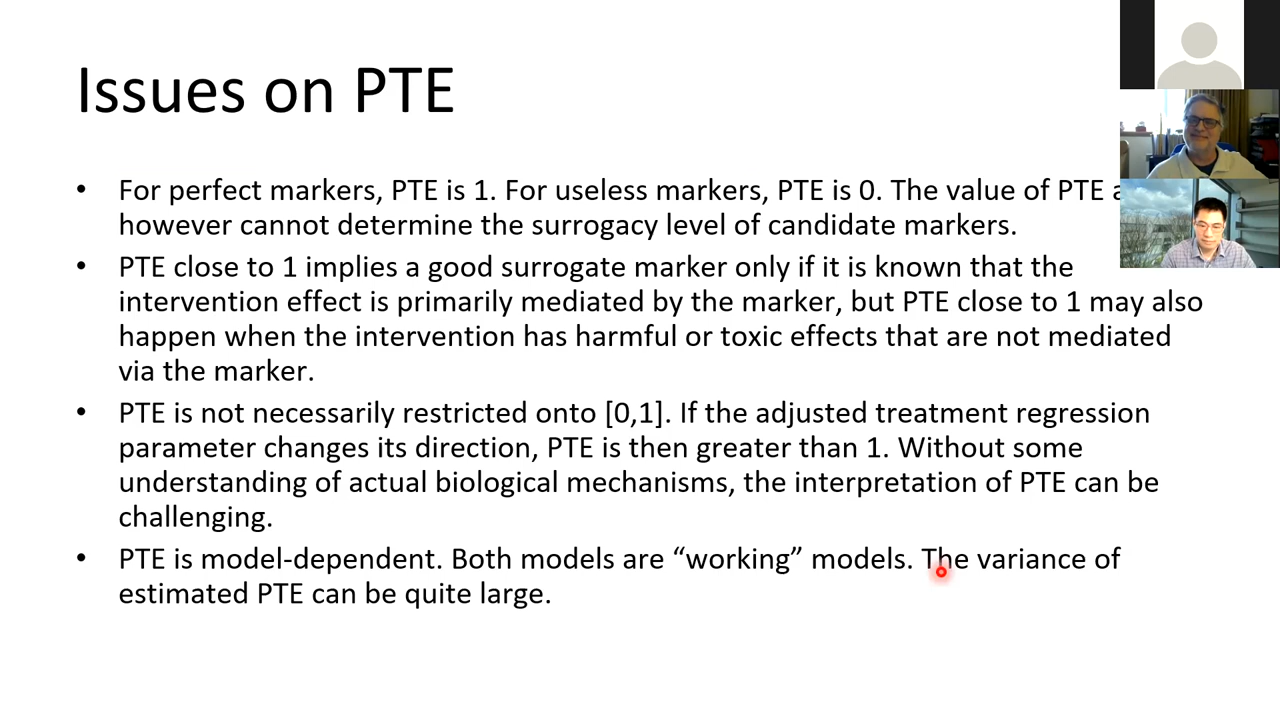 Issues on PTE
• For perfect markers, PTE is 1. For useless markers, PTE is 0. The value of PTE
however cannot determine the surrogacy level of candidate markers.
• PTE close to 1 implies a good surrogate marker only if it is known that the
intervention effect is primarily mediated by the marker, but PTE close to 1 may also
happen when the intervention has harmful or toxic effects that are not mediated
via the marker.
• PTE is not necessarily restricted onto [0,1]. If the adjusted treatment regression
parameter changes its direction, PTE is then greater than 1. Without some
understanding of actual biological mechanisms, the interpretation of PTE can be
challenging.
• PTE is model-dependent. Both models are “working” models. The variance of
estimated PTE can be quite large.